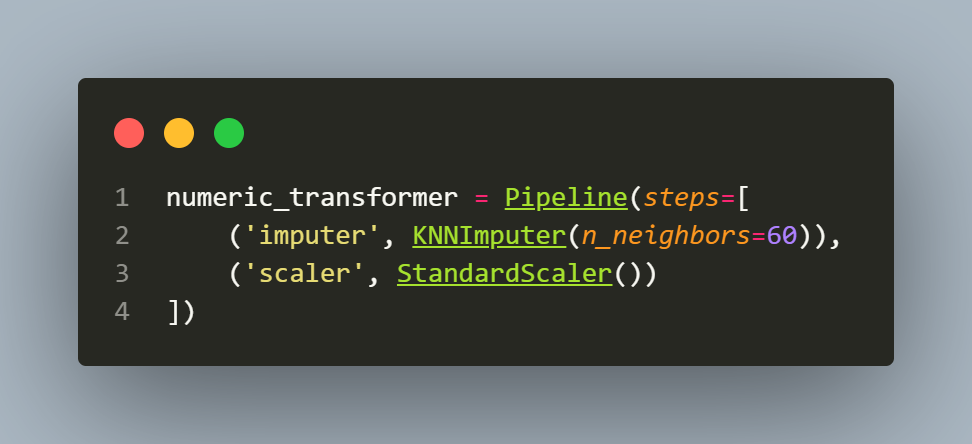 1 numeric_transformer = Pipeline(steps=[
2     ('imputer', KNNImputer(n_neighbors=60)),
3     ('scaler', StandardScaler())
4 ])